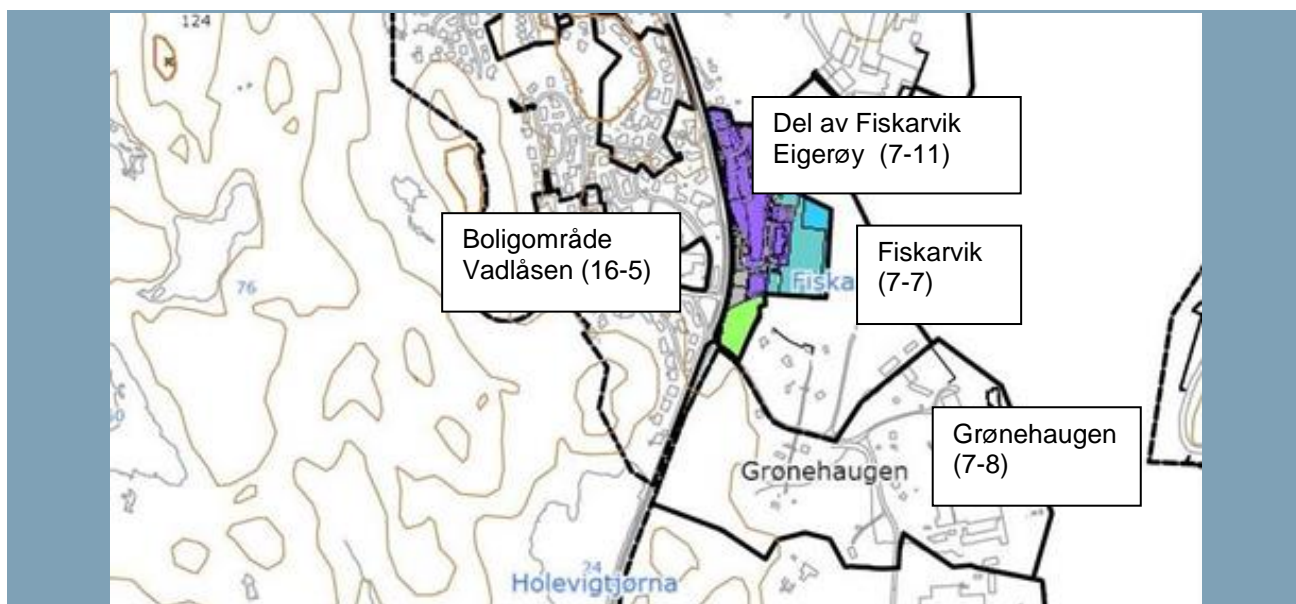 124
Del av Fiskarvik
Eigerøy (7-11)
Boligområde
Vadlåsen (16-5)
Fiskarvik
(7-7)
76
Fiska
Grønehaugen
(7-8)
Grønehaugen
24
Holevigtjørna